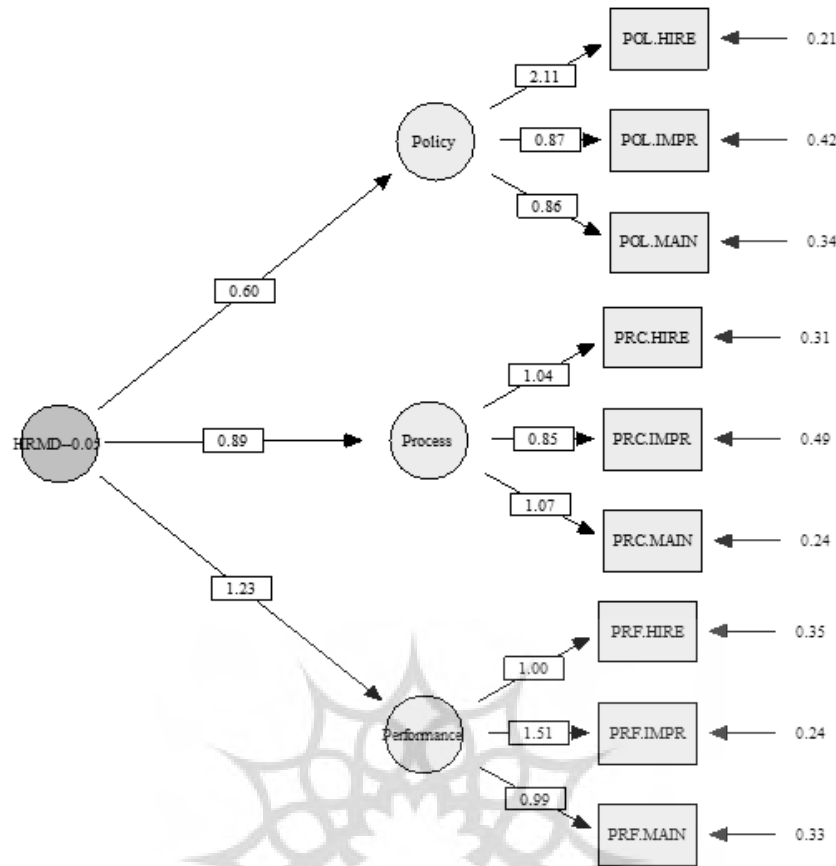 POL.HIRE
0.21
2.11
Policy
0.87
POL.IMPR
0.42
0.86
POL.MAIN
0.34
0.60
PRC.HIRE
0.31
1.04
HRMD--0.05
0.89
Process
0.85
PRC.IMPR
0.49
1.07
PRC.MAIN
0.24
1.23
PRF.HIRE
0.35
1.00
Performance
1.51
PRF.IMPR
0.24
0.99
PRF.MAIN
0.33